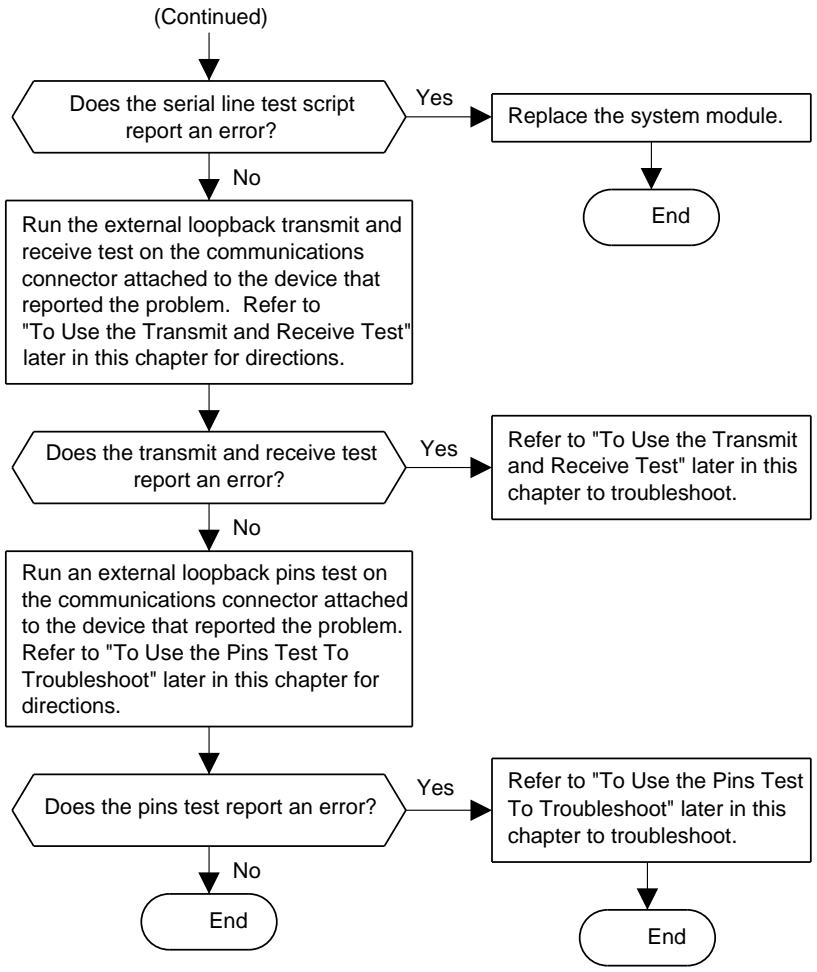 (Continued)
Does the serial line test script
report an error?
Yes
Replace the system module.
End
No
Run the external loopback transmit and
receive test on the communications
connector attached to the device that
reported the problem.  Refer to
"To Use the Transmit and Receive Test"
later in this chapter for directions.
Does the transmit and receive test
report an error?
Yes
Refer to "To Use the Transmit
and Receive Test" later in this
chapter to troubleshoot.
No
Run an external loopback pins test on
the communications connector attached
to the device that reported the problem.
Refer to "To Use the Pins Test To
Troubleshoot" later in this chapter for
directions.
Does the pins test report an error?
Yes
Refer to "To Use the Pins Test
To Troubleshoot" later in this
chapter to troubleshoot.
No
End
End